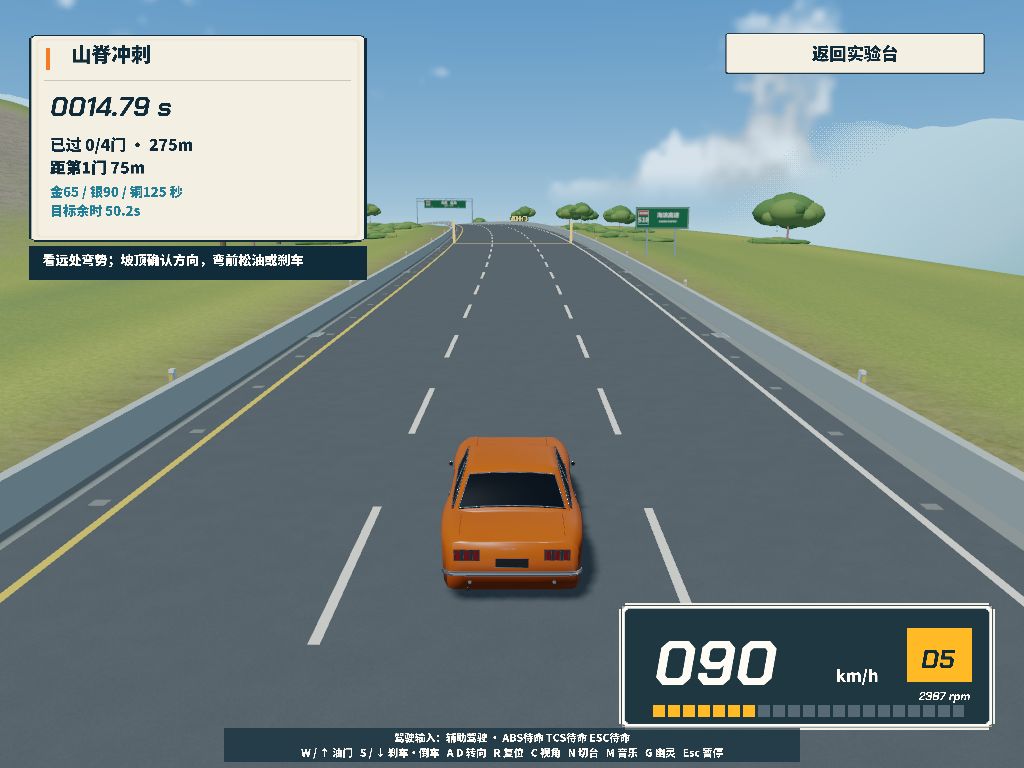 山脊冲刺
0014.79 s
已过 0/4门 · 275m
距第1门 75m
金65 / 银90 / 铜125 秒
目标余时 50.2s
看远处弯势；坡顶确认方向，弯前松油或刹车
返回实验台
090 km/h D5
2987 rpm
驾驶输入：辅助驾驶 · ABS待命 TCS待命 ESC待命
W / ↑ 油门 S / ↓ 刹车·倒车 A D 转向 R 复位 C 视角 N 切台 M 音乐 G 幽灵 Esc 暂停